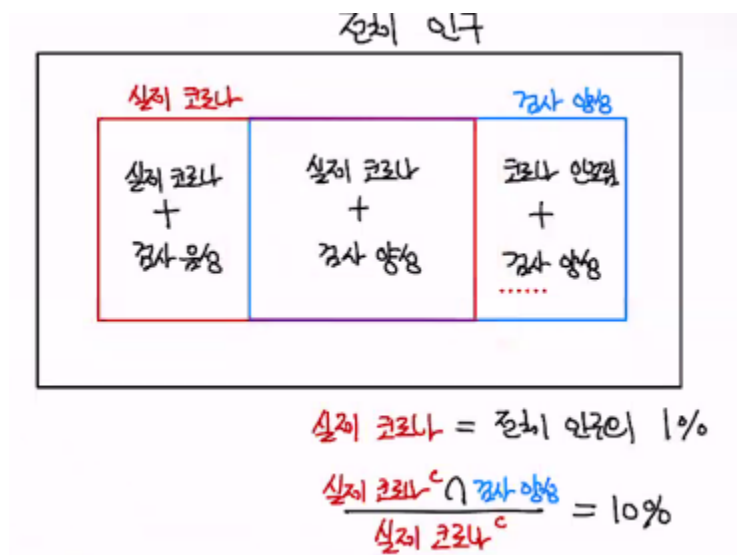 전체 인구
실제 코로나 검사 양성
실제 코로나 실제 코로나 코로나 안걸림
+ + +
검사 음성 검사 양성 검사 양성
실제 코로나 = 전체 인구의 1%
실제 코로나ᶜ ∩ 검사 양성 = 10%
실제 코로나ᶜ